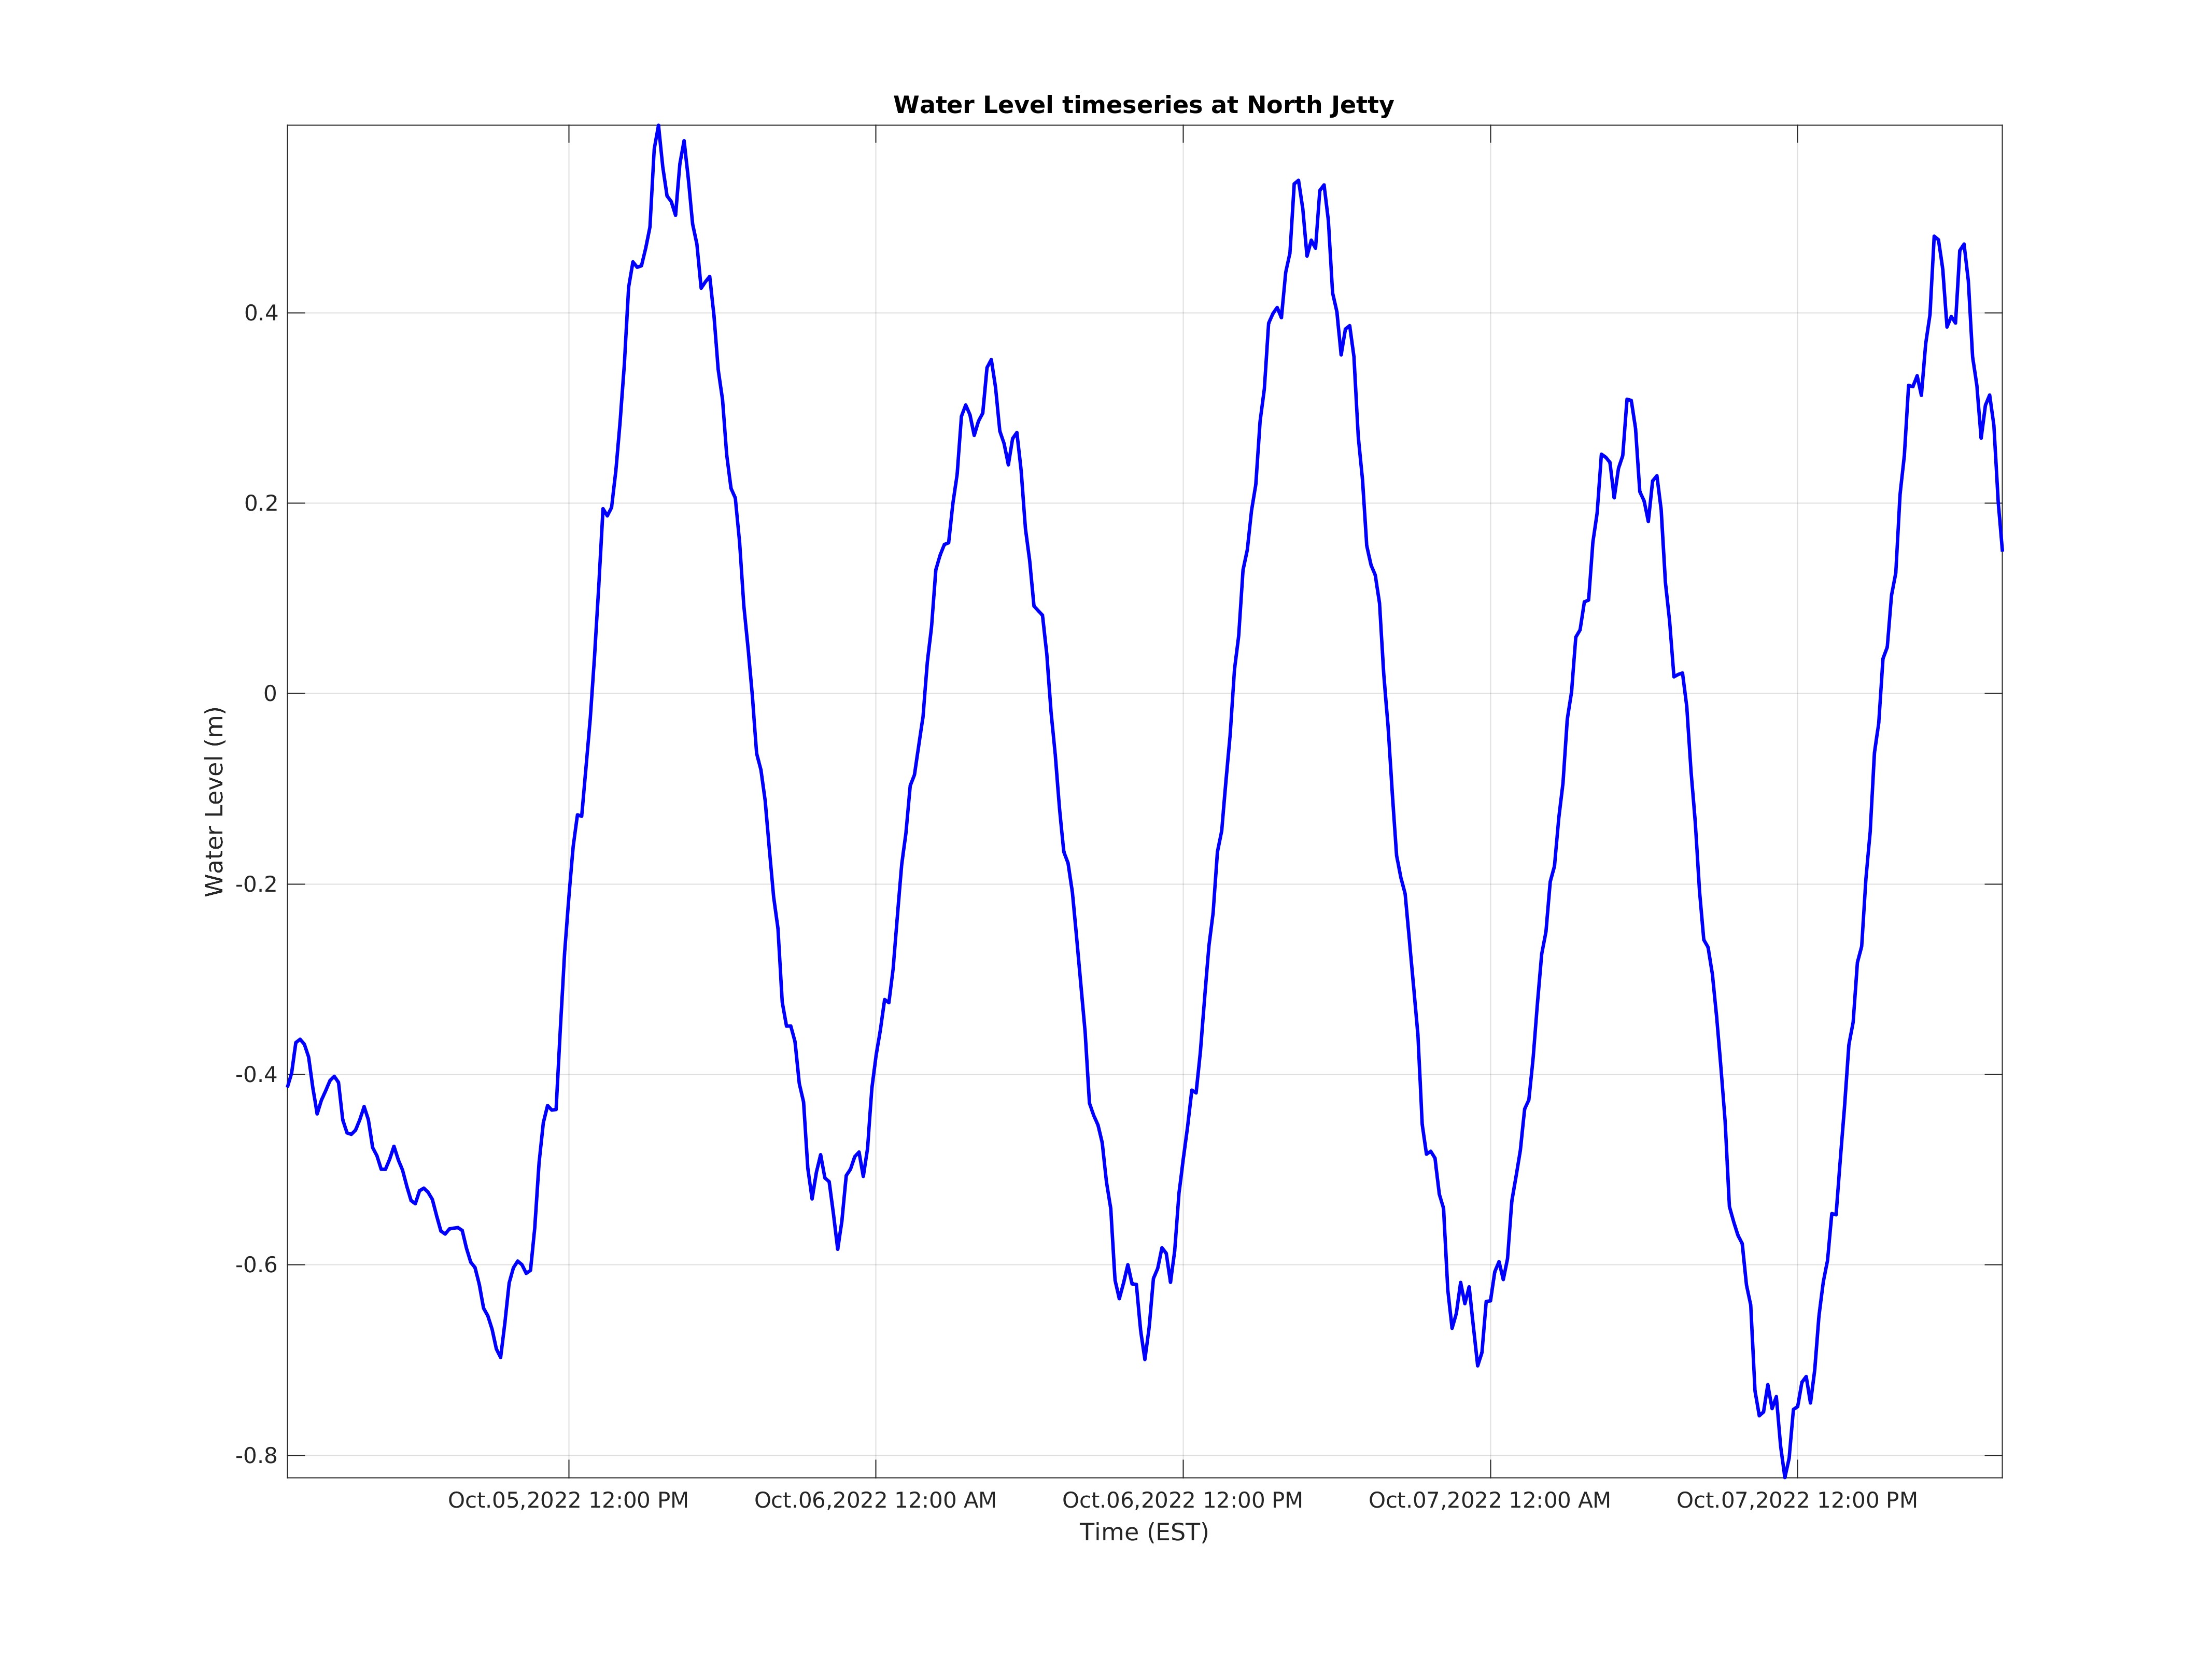 Water Level timeseries at North Jetty
0.4
0.2
0
-0.2
-0.4
-0.6
-0.8
Water Level (m)
Oct.05,2022 12:00 PM
Oct.06,2022 12:00 AM
Oct.06,2022 12:00 PM
Oct.07,2022 12:00 AM
Oct.07,2022 12:00 PM
Time (EST)